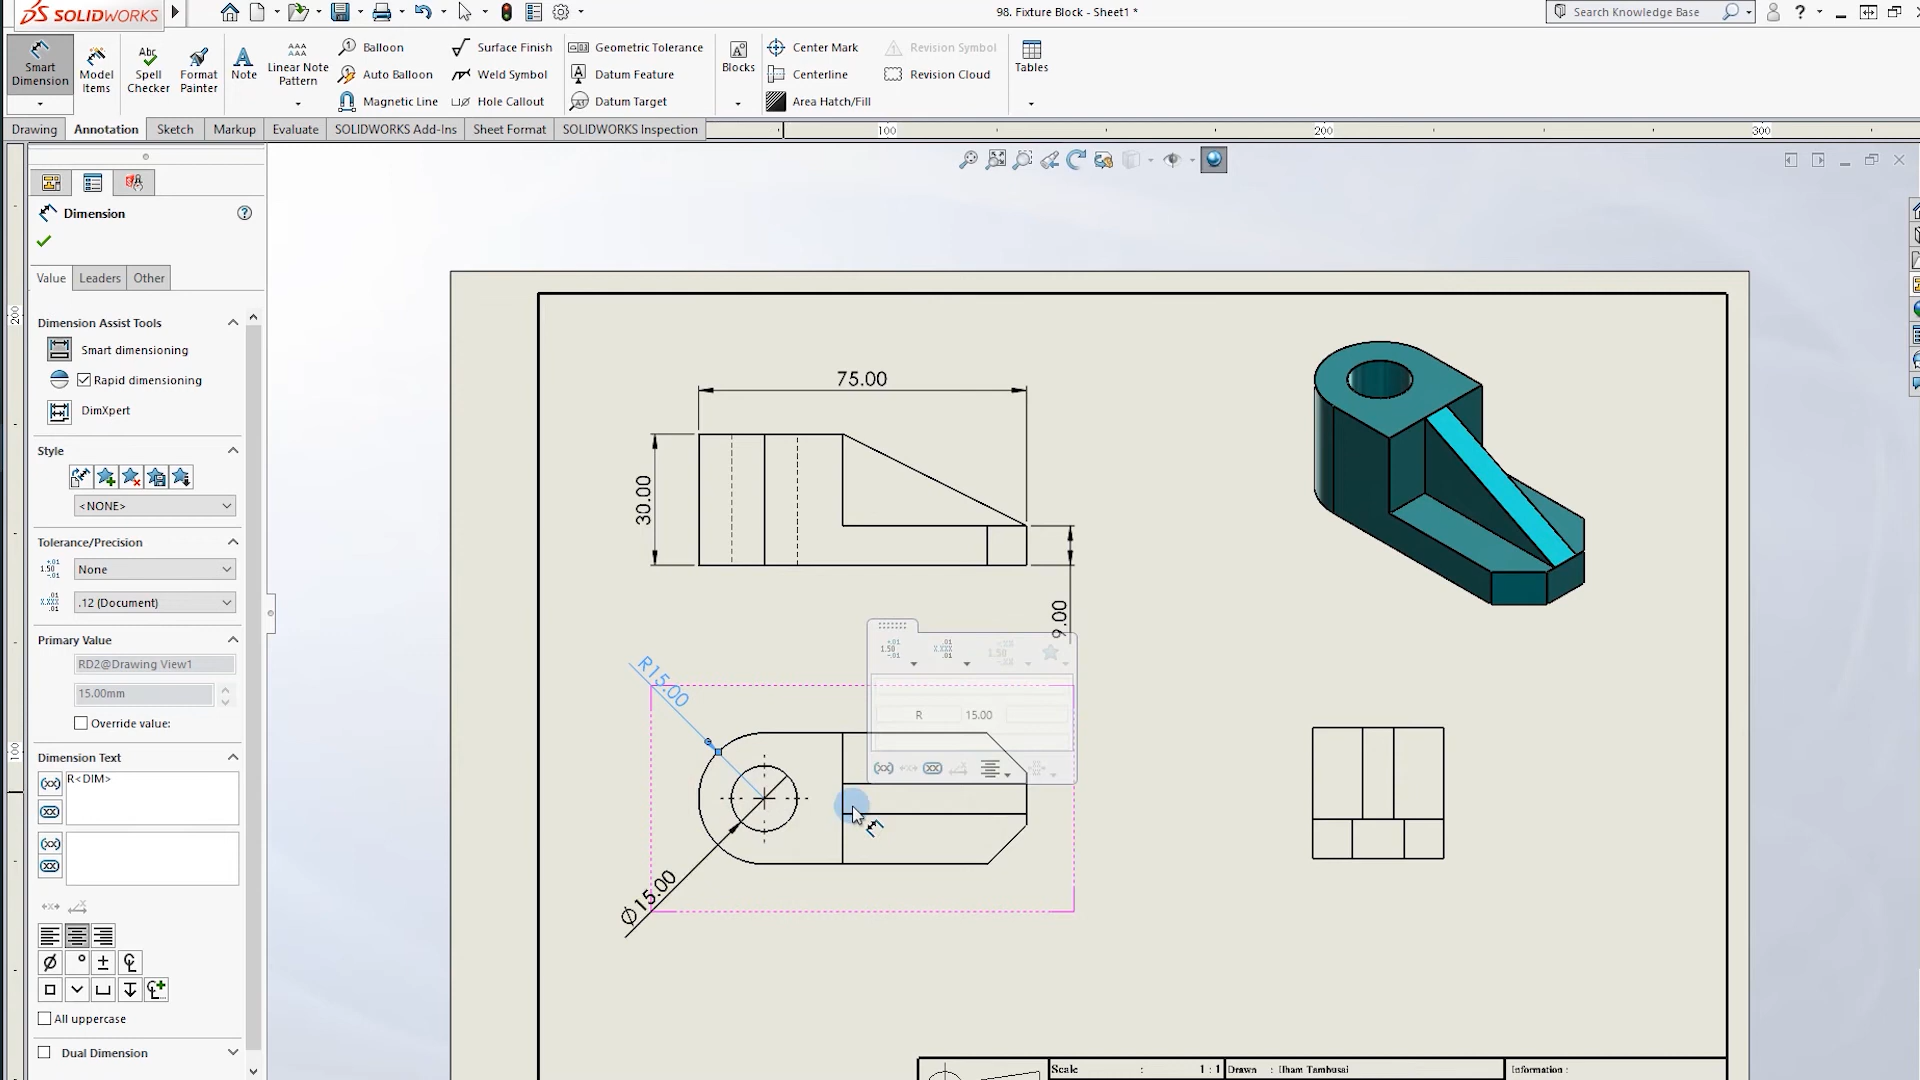 SOLIDWORKS
98. Fixture Block - Sheet1 *
Search Knowledge Base
?
Smart Dimension
Model Items
Spell Checker
Format Painter
Note
Linear Note Pattern
Balloon
Auto Balloon
Magnetic Line
Surface Finish
Weld Symbol
Hole Callout
Geometric Tolerance
Datum Feature
Datum Target
Blocks
Center Mark
Centerline
Area Hatch/Fill
Revision Symbol
Revision Cloud
Tables
Drawing
Annotation
Sketch
Markup
Evaluate
SOLIDWORKS Add-Ins
Sheet Format
SOLIDWORKS Inspection
100
200
300
Dimension
Value
Leaders
Other
Dimension Assist Tools
Smart dimensioning
Rapid dimensioning
DimXpert
Style
<NONE>
Tolerance/Precision
None
.12 (Document)
Primary Value
RD2@Drawing View1
15.00mm
Override value:
Dimension Text
R<DIM>
All uppercase
Dual Dimension
200
100
75.00
30.00
9.00
R15.00
R 15.00
Ø15.00
Scale : 1 : 1
Drawn : Ilham Tambusai
Information :